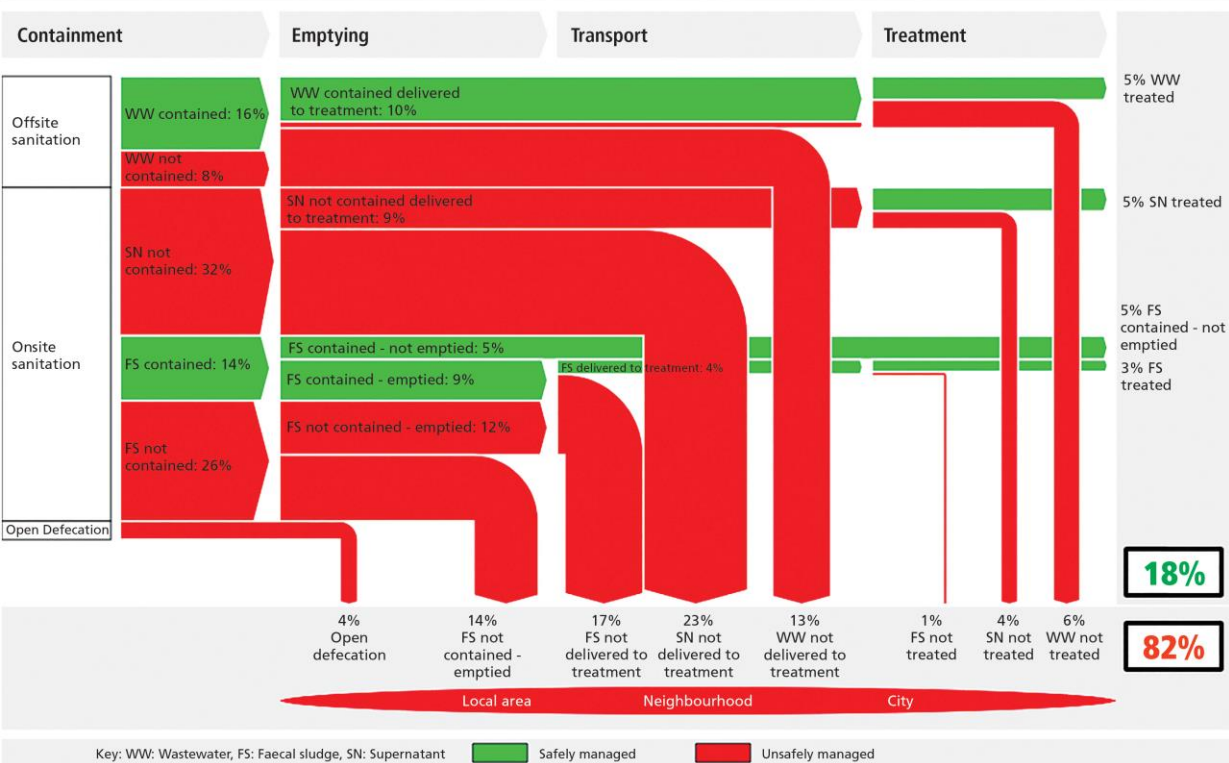 Containment
Emptying
Transport
Treatment
Offsite
sanitation
WW contained: 16%
WW not
contained: 8%
WW contained delivered
to treatment: 10%
5% WW
treated
Onsite
sanitation
SN not
contained: 32%
SN not contained delivered
to treatment: 9%
5% SN treated
FS contained: 14%
FS contained - not emptied: 5%
FS contained - emptied: 9%
FS delivered to treatment: 4%
5% FS
contained - not
emptied
3% FS
treated
FS not
contained: 26%
FS not contained - emptied: 12%
Open Defecation
18%
82%
4%
Open
defecation
14%
FS not
contained -
emptied
17%
FS not
delivered to
treatment
23%
SN not
delivered to
treatment
13%
WW not
delivered to
treatment
1%
FS not
treated
4%
SN not
treated
6%
WW not
treated
Local area
Neighbourhood
City
Key: WW: Wastewater, FS: Faecal sludge, SN: Supernatant
Safely managed
Unsafely managed